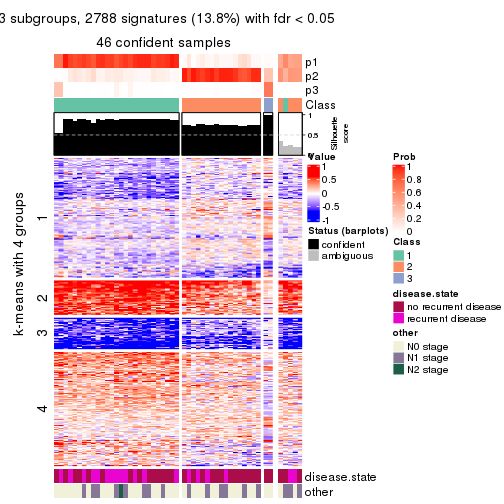 3 subgroups, 2788 signatures (13.8%) with fdr < 0.05
46 confident samples
p1
p2
p3
Class
1
0.5
0
Silhouette
score
k-means with 4 groups
1
2
3
4
disease.state
other
Value
1
0.5
0
-0.5
-1
Status (barplots)
confident
ambiguous
Prob
1
0.8
0.6
0.4
0.2
0
Class
1
2
3
disease.state
no recurrent disease
recurrent disease
other
N0 stage
N1 stage
N2 stage